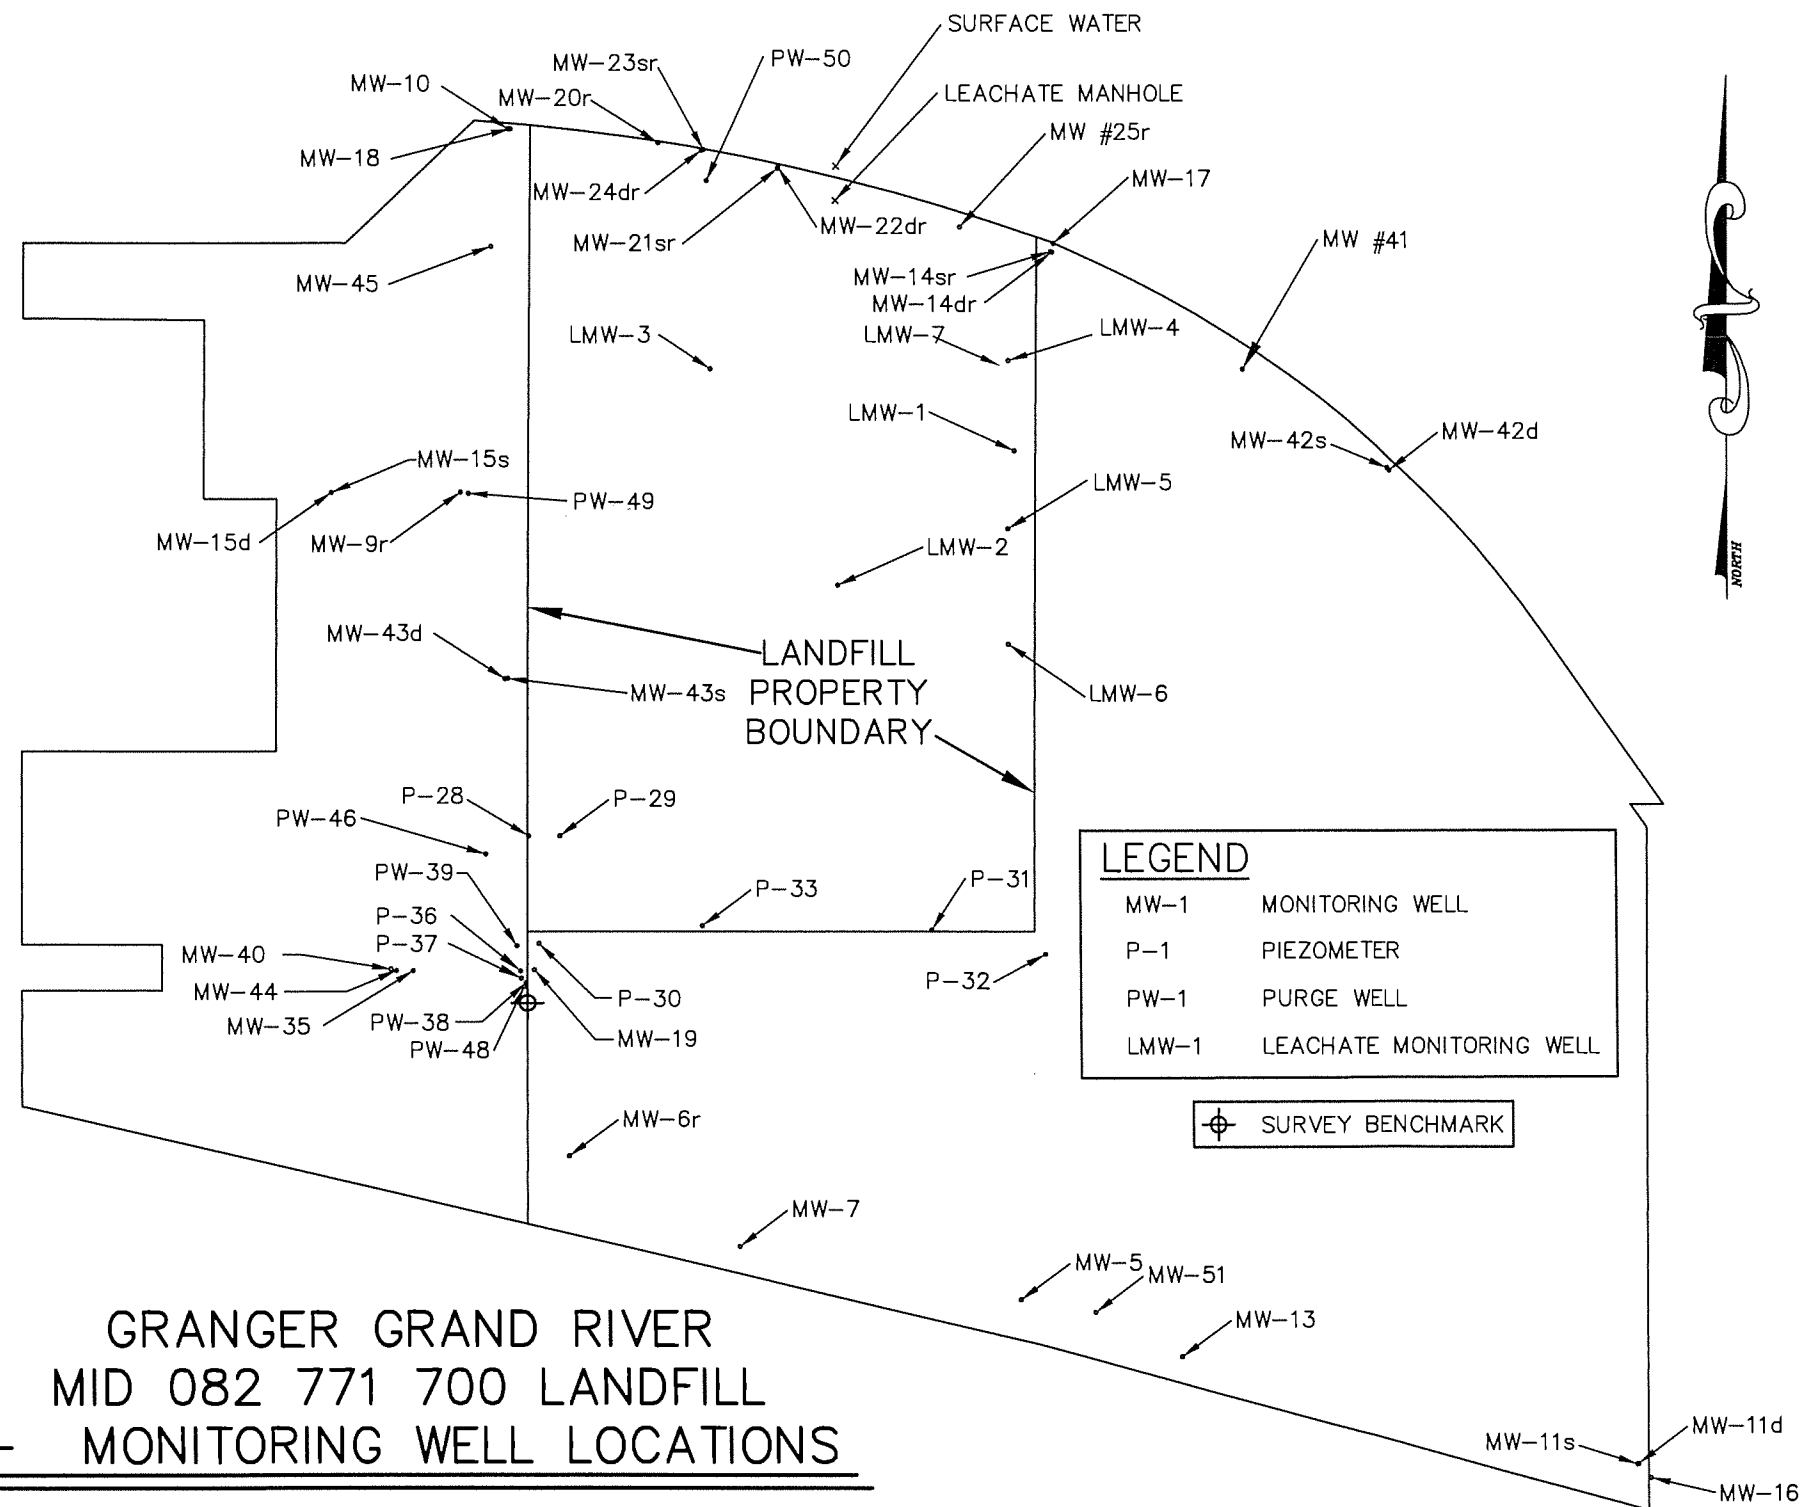 SURFACE WATER
MW-23sr
PW-50
MW-10
MW-20r
LEACHATE MANHOLE
MW #25r
MW-18
MW-17
MW-24dr
MW-22dr
MW-21sr
MW #41
MW-45
MW-14sr
MW-14dr
LMW-3
LMW-7
LMW-4
LMW-1
MW-42s
MW-42d
MW-15s
LMW-5
PW-49
MW-15d
MW-9r
LMW-2
NORTH
MW-43d
LANDFILL
PROPERTY
BOUNDARY
MW-43s
LMW-6
P-28
P-29
PW-46
PW-39
P-33
P-31
P-36
P-37
MW-40
MW-44
MW-35
P-32
P-30
PW-38
PW-48
MW-19
LEGEND
MW-1 MONITORING WELL
P-1 PIEZOMETER
PW-1 PURGE WELL
LMW-1 LEACHATE MONITORING WELL
SURVEY BENCHMARK
MW-6r
MW-7
MW-5
MW-51
MW-13
MW-11s
MW-11d
MW-16
GRANGER GRAND RIVER
MID 082 771 700 LANDFILL
- MONITORING WELL LOCATIONS